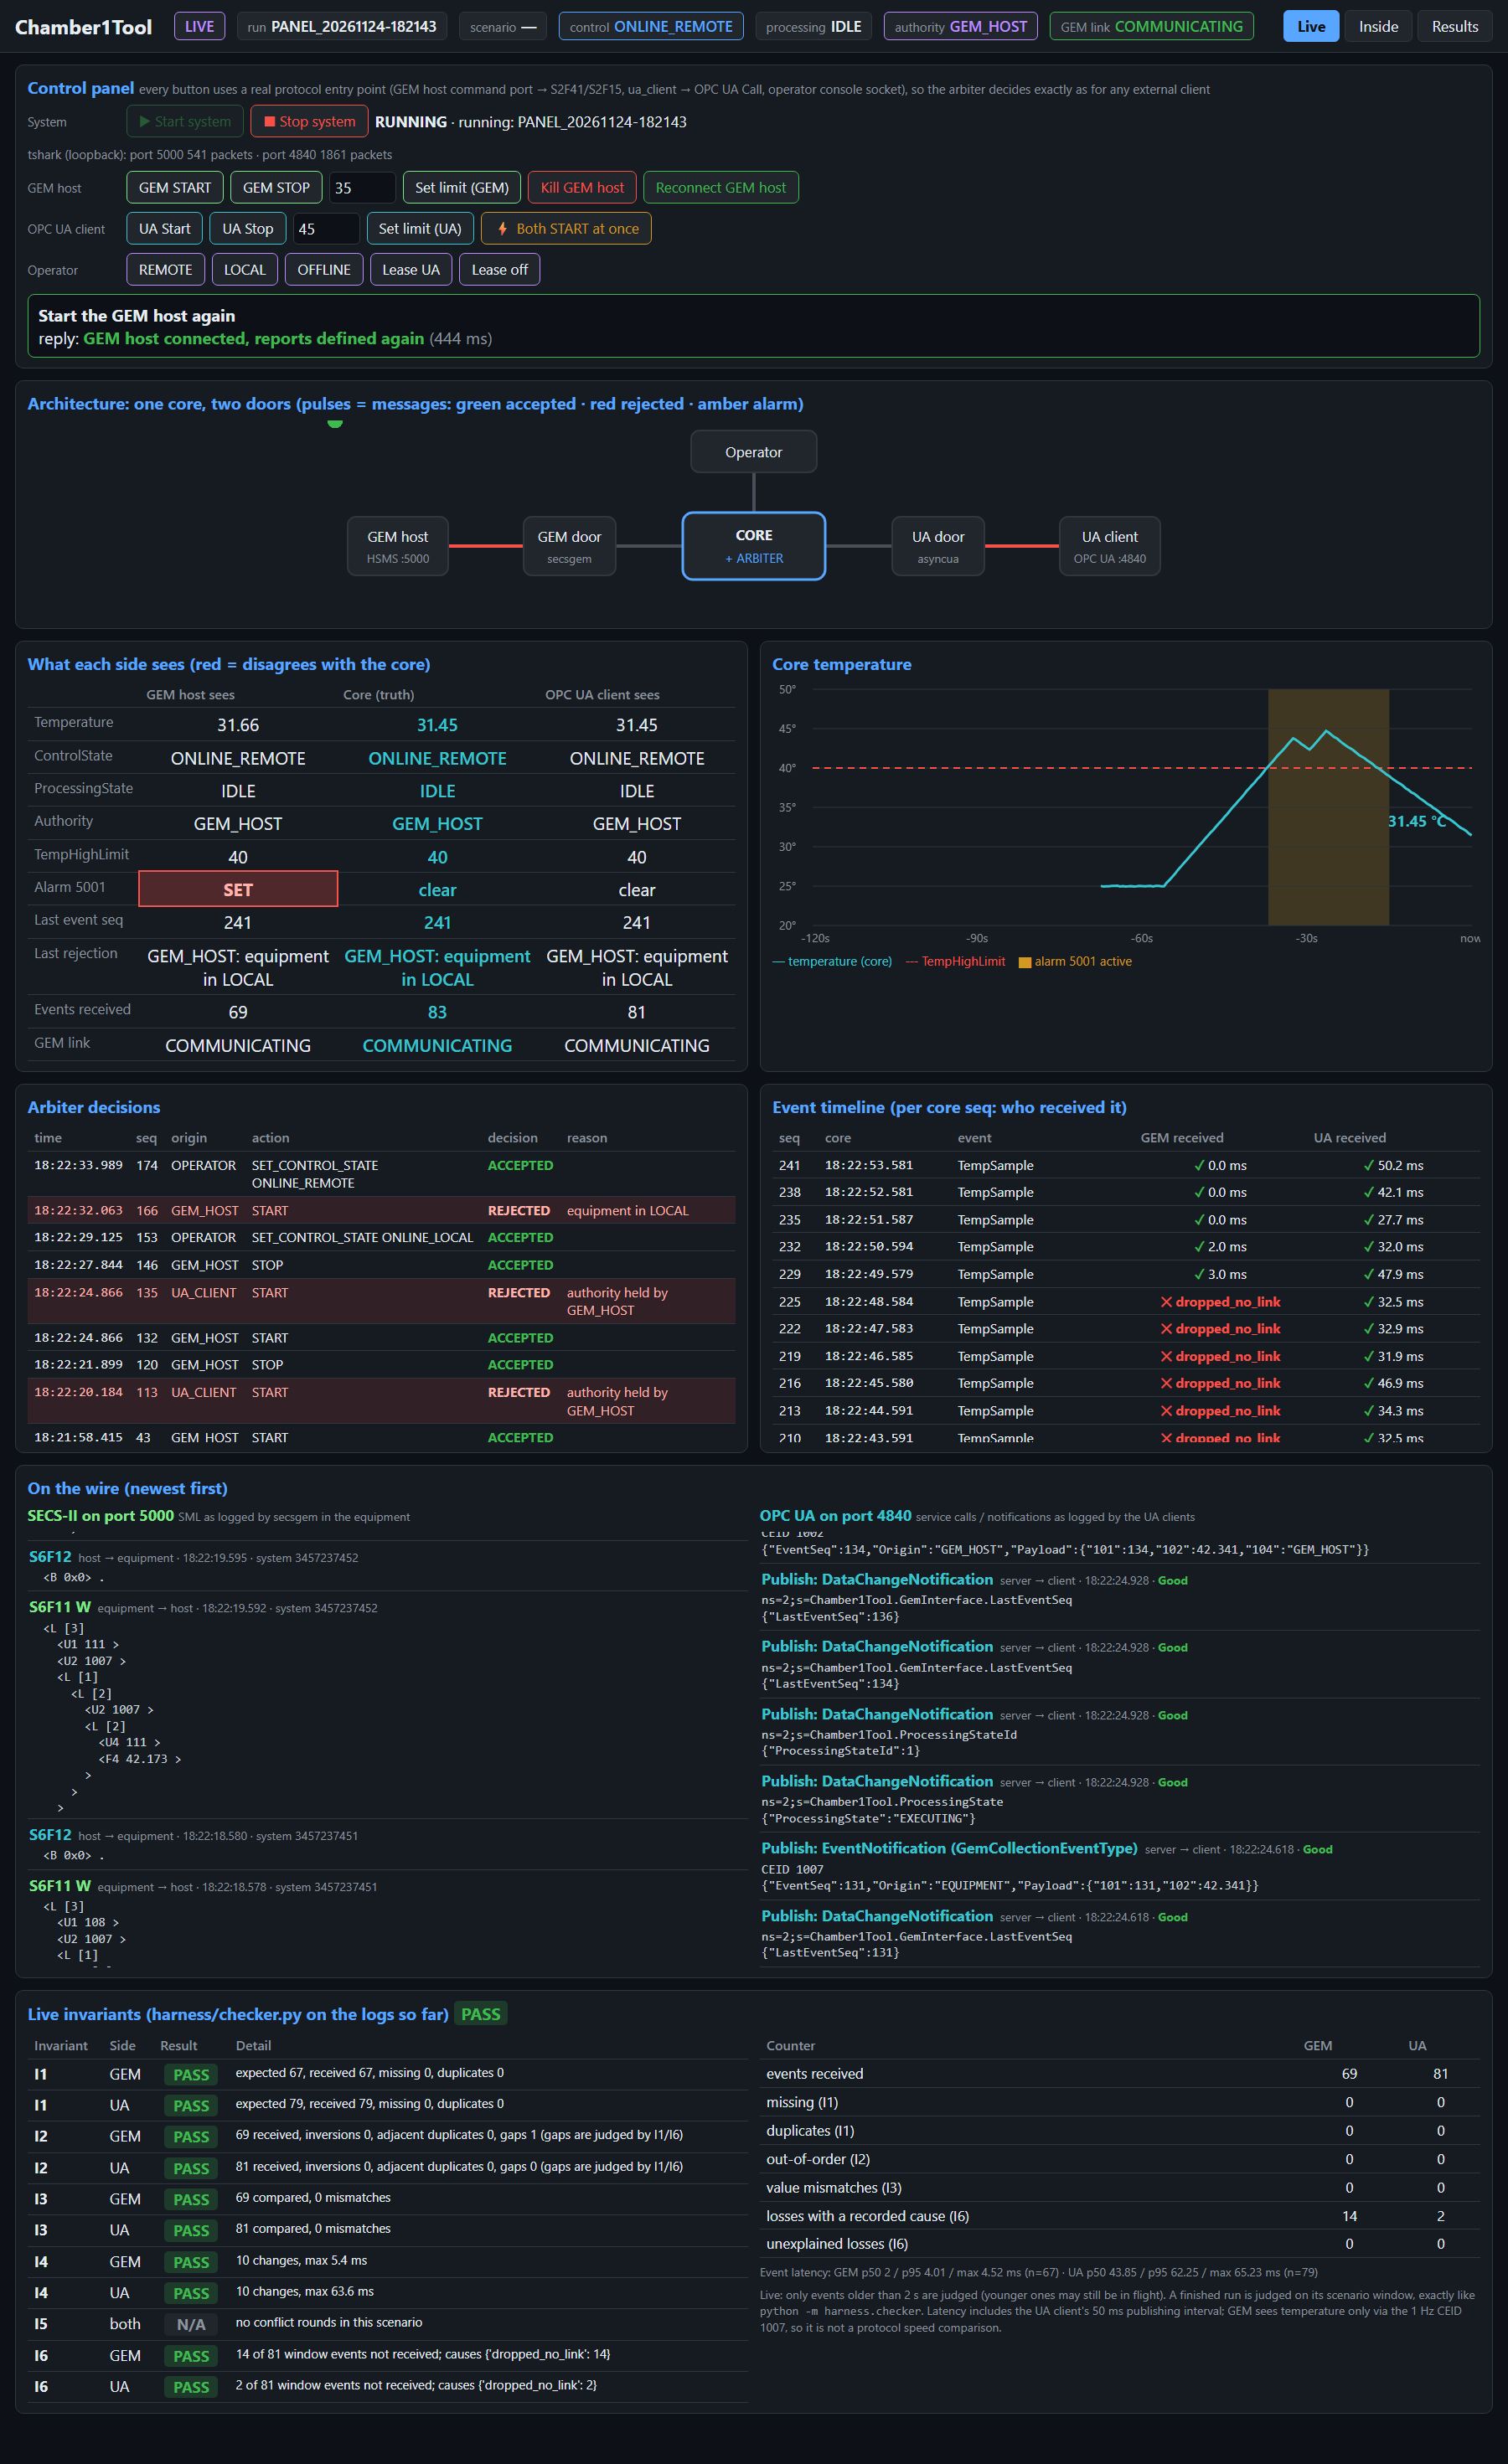 Chamber1Tool LIVE run PANEL_20261124-182143 scenario — control ONLINE_REMOTE processing IDLE authority GEM_HOST GEM link COMMUNICATING Live Inside Results
Control panel every button uses a real protocol entry point (GEM host command port → S2F41/S2F15, ua_client → OPC UA Call, operator console socket), so the arbiter decides exactly as for any external client
System ▶ Start system ■ Stop system RUNNING · running: PANEL_20261124-182143
tshark (loopback): port 5000 541 packets · port 4840 1861 packets
GEM host GEM START GEM STOP 35 Set limit (GEM) Kill GEM host Reconnect GEM host
OPC UA client UA Start UA Stop 45 Set limit (UA) ⚡ Both START at once
Operator REMOTE LOCAL OFFLINE Lease UA Lease off
Start the GEM host again
reply: GEM host connected, reports defined again (444 ms)
Architecture: one core, two doors (pulses = messages: green accepted · red rejected · amber alarm)
Operator
GEM host GEM door CORE UA door UA client
HSMS :5000 secsgem + ARBITER asyncua OPC UA :4840
What each side sees (red = disagrees with the core)
GEM host sees Core (truth) OPC UA client sees
Temperature 31.66 31.45 31.45
ControlState ONLINE_REMOTE ONLINE_REMOTE ONLINE_REMOTE
ProcessingState IDLE IDLE IDLE
Authority GEM_HOST GEM_HOST GEM_HOST
TempHighLimit 40 40 40
Alarm 5001 SET clear clear
Last event seq 241 241 241
Last rejection GEM_HOST: equipment in LOCAL GEM_HOST: equipment in LOCAL GEM_HOST: equipment in LOCAL
Events received 69 83 81
GEM link COMMUNICATING COMMUNICATING COMMUNICATING
Core temperature
50°
45°
40°
35°
31.45 °C
30°
25°
20°
-120s -90s -60s -30s now
— temperature (core) --- TempHighLimit alarm 5001 active
Arbiter decisions
time seq origin action decision reason
18:22:33.989 174 OPERATOR SET_CONTROL_STATE ONLINE_REMOTE ACCEPTED
18:22:32.063 166 GEM_HOST START REJECTED equipment in LOCAL
18:22:29.125 153 OPERATOR SET_CONTROL_STATE ONLINE_LOCAL ACCEPTED
18:22:27.844 146 GEM_HOST STOP ACCEPTED
18:22:24.866 135 UA_CLIENT START REJECTED authority held by GEM_HOST
18:22:24.866 132 GEM_HOST START ACCEPTED
18:22:21.899 120 GEM_HOST STOP ACCEPTED
18:22:20.184 113 UA_CLIENT START REJECTED authority held by GEM_HOST
18:21:58.415 43 GEM_HOST START ACCEPTED
Event timeline (per core seq: who received it)
seq core event GEM received UA received
241 18:22:53.581 TempSample ✓ 0.0 ms ✓ 50.2 ms
238 18:22:52.581 TempSample ✓ 0.0 ms ✓ 42.1 ms
235 18:22:51.587 TempSample ✓ 0.0 ms ✓ 27.7 ms
232 18:22:50.594 TempSample ✓ 2.0 ms ✓ 32.0 ms
229 18:22:49.579 TempSample ✓ 3.0 ms ✓ 47.9 ms
225 18:22:48.584 TempSample ✕ dropped_no_link ✓ 32.5 ms
222 18:22:47.583 TempSample ✕ dropped_no_link ✓ 32.9 ms
219 18:22:46.585 TempSample ✕ dropped_no_link ✓ 31.9 ms
216 18:22:45.580 TempSample ✕ dropped_no_link ✓ 46.9 ms
213 18:22:44.591 TempSample ✕ dropped_no_link ✓ 34.3 ms
210 18:22:43.591 TempSample ✕ dropped_no_link ✓ 32.5 ms
On the wire (newest first)
SECS-II on port 5000 SML as logged by secsgem in the equipment
S6F12 host → equipment · 18:22:19.595 · system 3457237452
<B 0x0> .
S6F11 W equipment → host · 18:22:19.592 · system 3457237452
<L [3]
<U1 111 >
<U2 1007 >
<L [1]
<L [2]
<U2 1007 >
<L [2]
<U4 111 >
<F4 42.173 >
>
>
>
S6F12 host → equipment · 18:22:18.580 · system 3457237451
<B 0x0> .
S6F11 W equipment → host · 18:22:18.578 · system 3457237451
<L [3]
<U1 108 >
<U2 1007 >
<L [1]
OPC UA on port 4840 service calls / notifications as logged by the UA clients
CEID 1002
{"EventSeq":134,"Origin":"GEM_HOST","Payload":{"101":134,"102":42.341,"104":"GEM_HOST"}}
Publish: DataChangeNotification server → client · 18:22:24.928 · Good
ns=2;s=Chamber1Tool.GemInterface.LastEventSeq
{"LastEventSeq":136}
Publish: DataChangeNotification server → client · 18:22:24.928 · Good
ns=2;s=Chamber1Tool.GemInterface.LastEventSeq
{"LastEventSeq":134}
Publish: DataChangeNotification server → client · 18:22:24.928 · Good
ns=2;s=Chamber1Tool.ProcessingStateId
{"ProcessingStateId":1}
Publish: DataChangeNotification server → client · 18:22:24.928 · Good
ns=2;s=Chamber1Tool.ProcessingState
{"ProcessingState":"EXECUTING"}
Publish: EventNotification (GemCollectionEventType) server → client · 18:22:24.618 · Good
CEID 1007
{"EventSeq":131,"Origin":"EQUIPMENT","Payload":{"101":131,"102":42.341}}
Publish: DataChangeNotification server → client · 18:22:24.618 · Good
ns=2;s=Chamber1Tool.GemInterface.LastEventSeq
{"LastEventSeq":131}
Live invariants (harness/checker.py on the logs so far) PASS
Invariant Side Result Detail
I1 GEM PASS expected 67, received 67, missing 0, duplicates 0
I1 UA PASS expected 79, received 79, missing 0, duplicates 0
I2 GEM PASS 69 received, inversions 0, adjacent duplicates 0, gaps 1 (gaps are judged by I1/I6)
I2 UA PASS 81 received, inversions 0, adjacent duplicates 0, gaps 0 (gaps are judged by I1/I6)
I3 GEM PASS 69 compared, 0 mismatches
I3 UA PASS 81 compared, 0 mismatches
I4 GEM PASS 10 changes, max 5.4 ms
I4 UA PASS 10 changes, max 63.6 ms
I5 both N/A no conflict rounds in this scenario
I6 GEM PASS 14 of 81 window events not received; causes {'dropped_no_link': 14}
I6 UA PASS 2 of 81 window events not received; causes {'dropped_no_link': 2}
Counter GEM UA
events received 69 81
missing (I1) 0 0
duplicates (I1) 0 0
out-of-order (I2) 0 0
value mismatches (I3) 0 0
losses with a recorded cause (I6) 14 2
unexplained losses (I6) 0 0
Event latency: GEM p50 2 / p95 4.01 / max 4.52 ms (n=67) · UA p50 43.85 / p95 62.25 / max 65.23 ms (n=79)
Live: only events older than 2 s are judged (younger ones may still be in flight). A finished run is judged on its scenario window, exactly like
python -m harness.checker. Latency includes the UA client's 50 ms publishing interval; GEM sees temperature only via the 1 Hz CEID
1007, so it is not a protocol speed comparison.